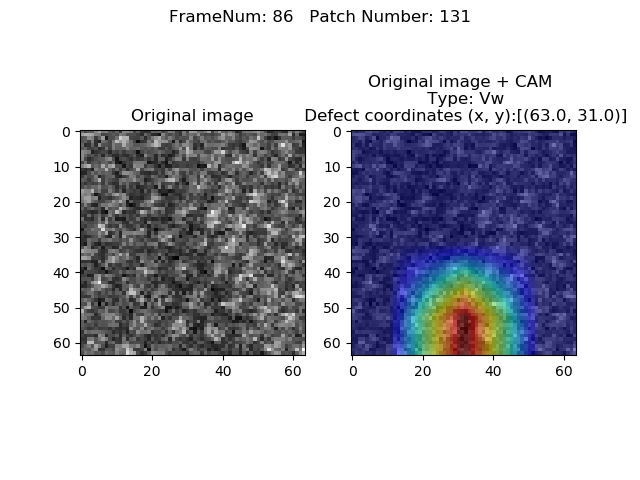 FrameNum: 86   Patch Number: 131
Original image
0
10
20
30
40
50
60
0 20 40 60
Original image + CAM
Type: Vw
Defect coordinates (x, y):[(63.0, 31.0)]
0
10
20
30
40
50
60
0 20 40 60